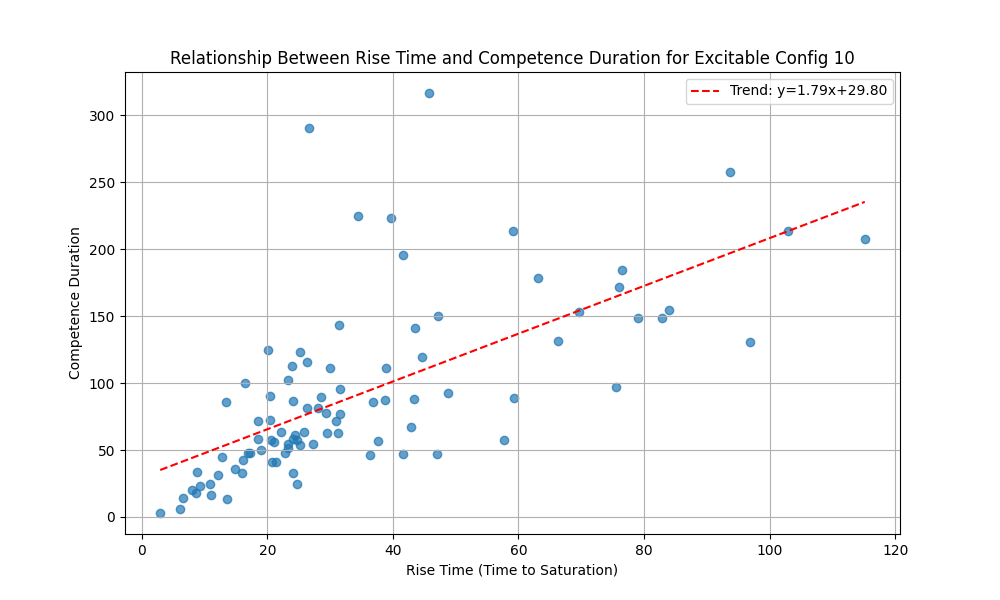 Relationship Between Rise Time and Competence Duration for Excitable Config 10
Trend: y=1.79x+29.80
Competence Duration
300
250
200
150
100
50
0
0 20 40 60 80 100 120
Rise Time (Time to Saturation)